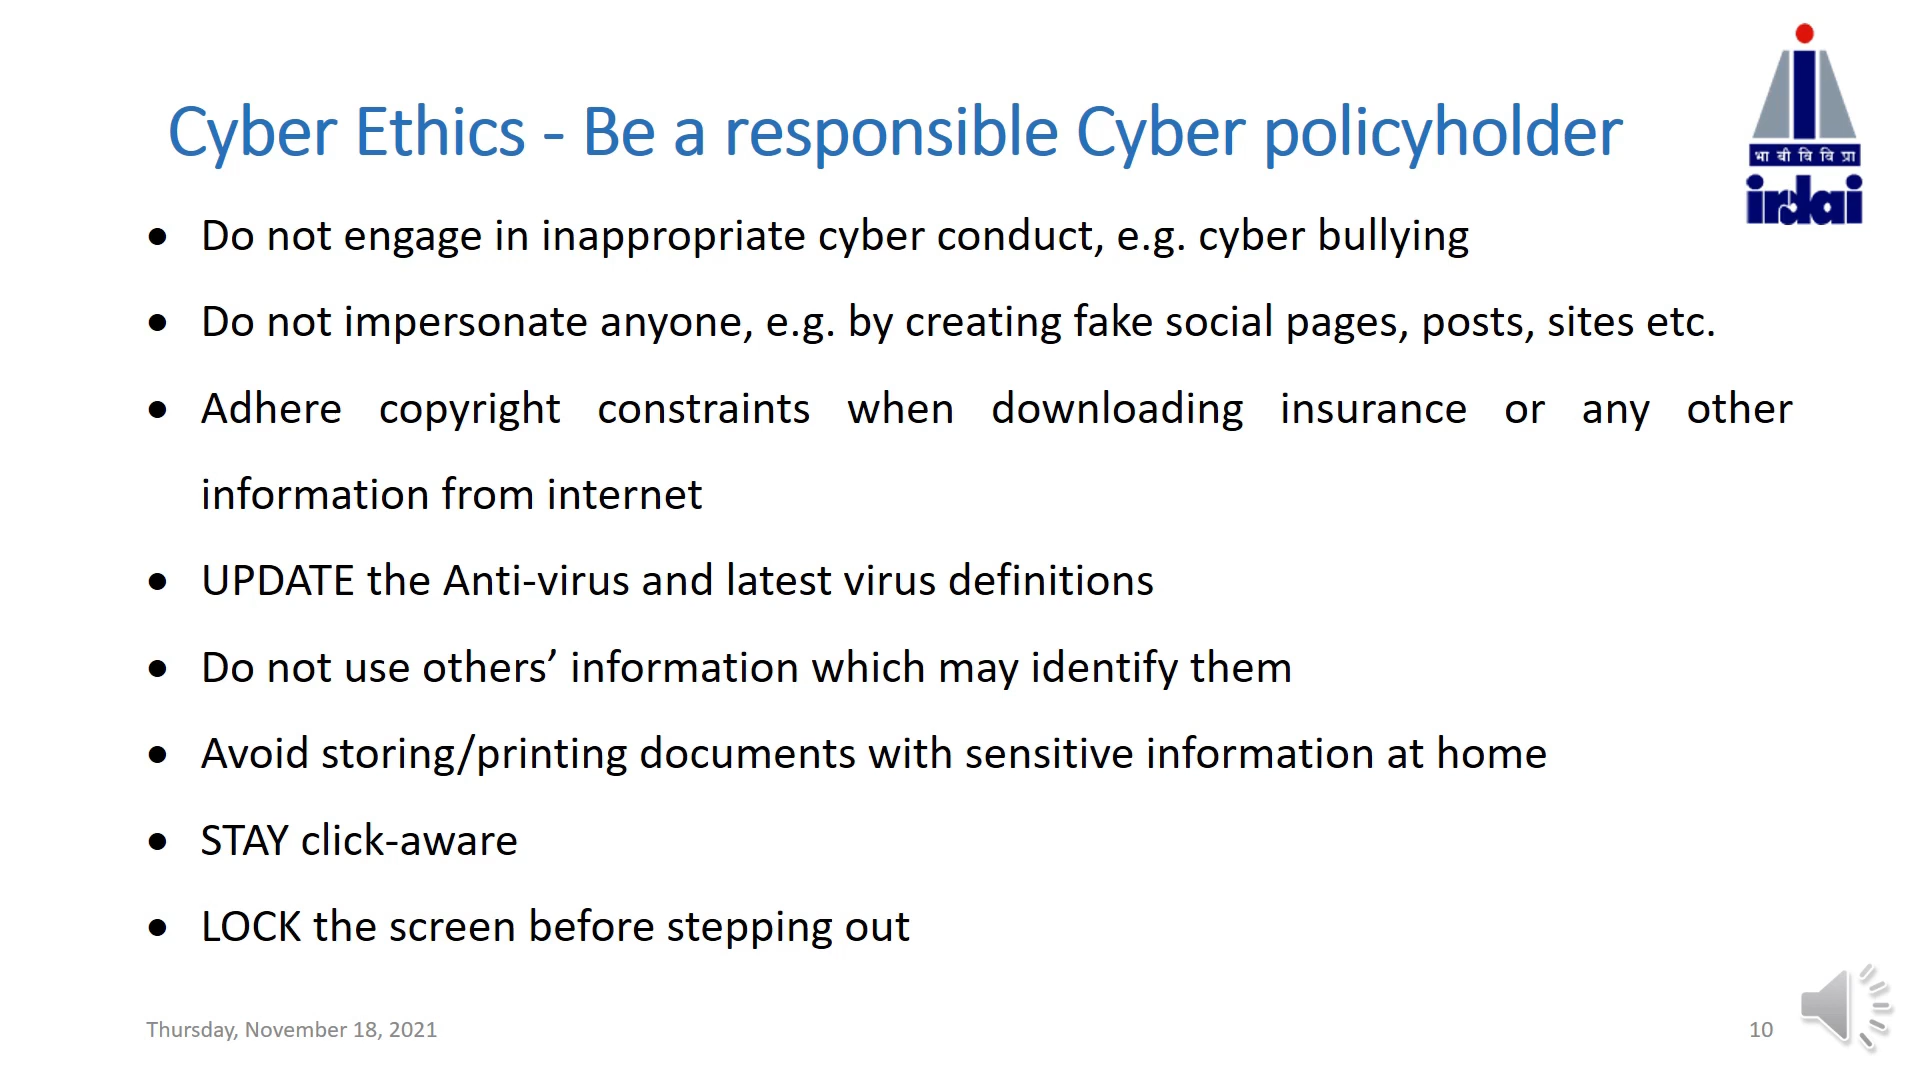 Cyber Ethics - Be a responsible Cyber policyholder
भा बी वि वि प्रा
irdai
● Do not engage in inappropriate cyber conduct, e.g. cyber bullying
● Do not impersonate anyone, e.g. by creating fake social pages, posts, sites etc.
● Adhere copyright constraints when downloading insurance or any other
information from internet
● UPDATE the Anti-virus and latest virus definitions
● Do not use others’ information which may identify them
● Avoid storing/printing documents with sensitive information at home
● STAY click-aware
● LOCK the screen before stepping out
Thursday, November 18, 2021
10